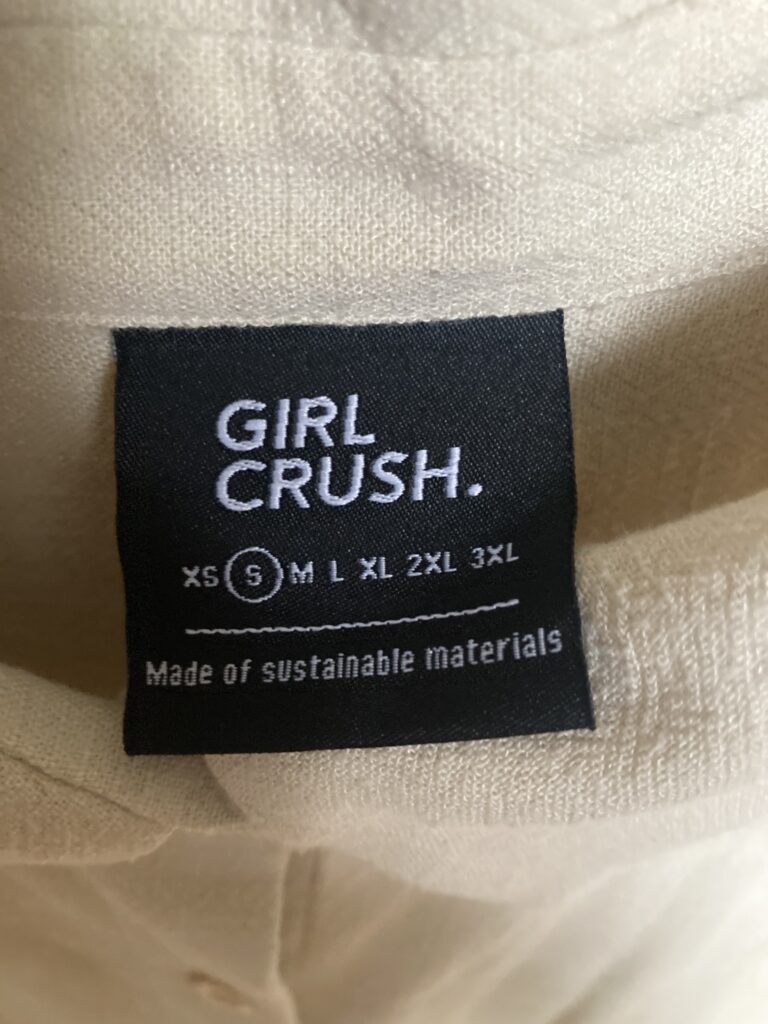 GIRL
CRUSH.
XS S M L XL 2XL 3XL
Made of sustainable materials